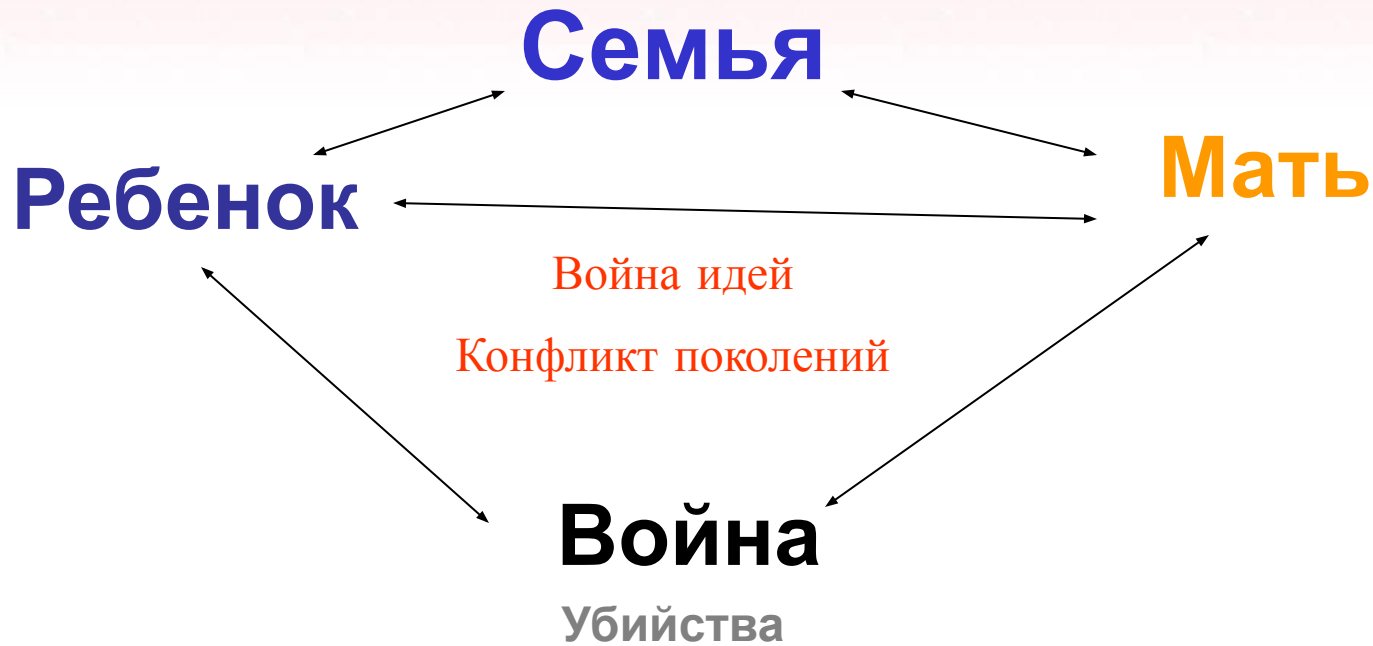 Семья
Мать
Ребенок
Война идей
Конфликт поколений
Война
Убийства